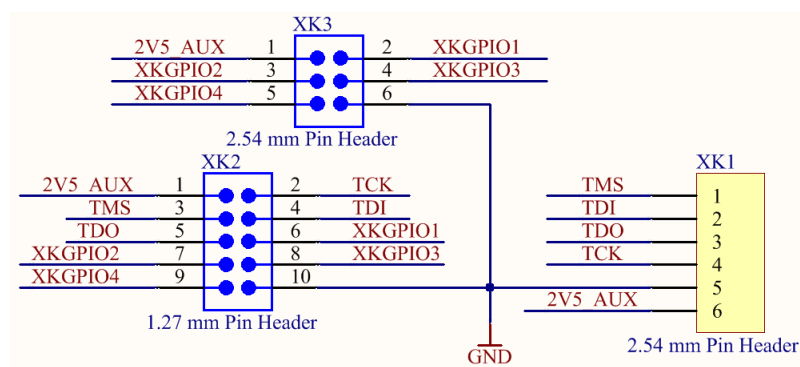 XK3
2V5_AUX 1 2 XKGPIO1
XKGPIO2 3 4 XKGPIO3
XKGPIO4 5 6
2.54 mm Pin Header
XK2
2V5_AUX 1 2 TCK
TMS 3 4 TDI
TDO 5 6 XKGPIO1
XKGPIO2 7 8 XKGPIO3
XKGPIO4 9 10
1.27 mm Pin Header
GND
XK1
TMS 1
TDI 2
TDO 3
TCK 4
5
2V5_AUX 6
2.54 mm Pin Header